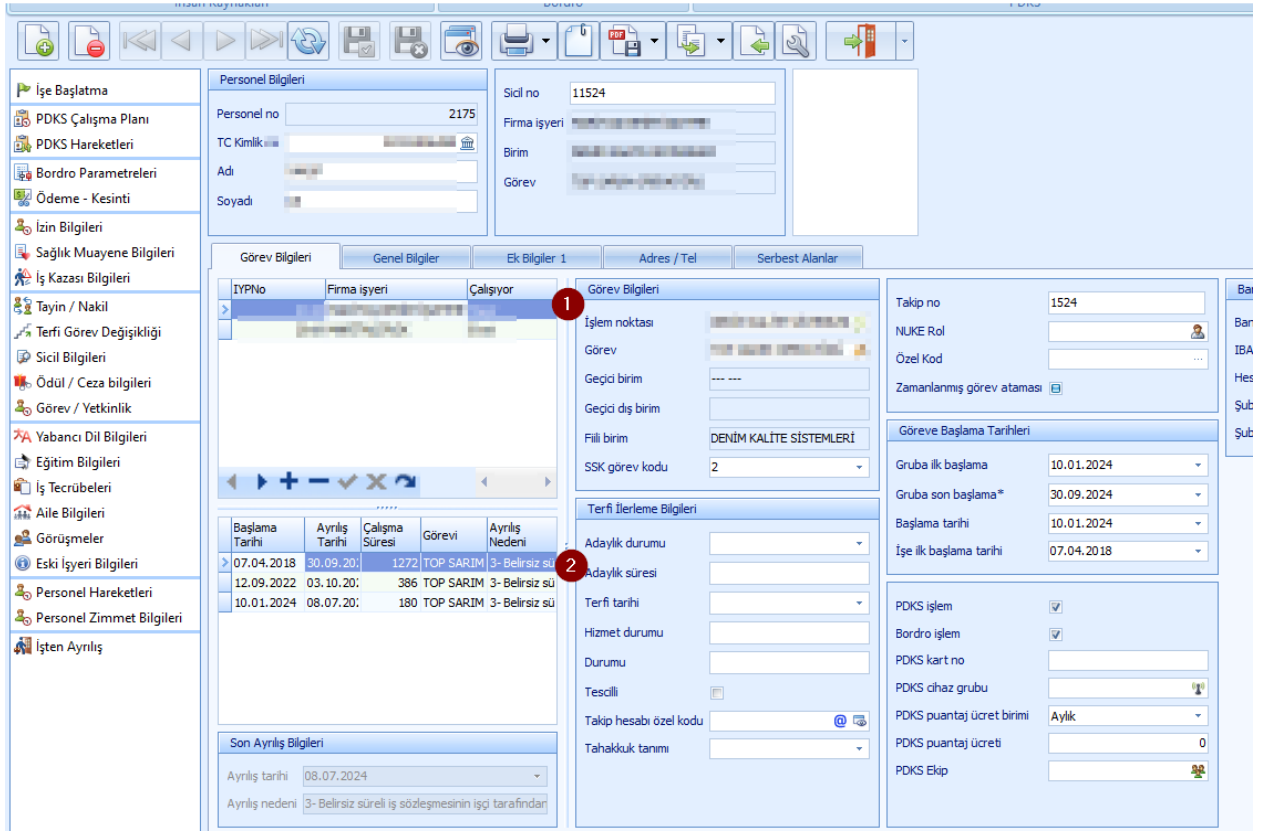 İnsan Kaynakları
Bordro
PDKS
İşe Başlatma
PDKS Çalışma Planı
PDKS Hareketleri
Bordro Parametreleri
Ödeme - Kesinti
İzin Bilgileri
Sağlık Muayene Bilgileri
İş Kazası Bilgileri
Tayin / Nakil
Terfi Görev Değişikliği
Sicil Bilgileri
Ödül / Ceza bilgileri
Görev / Yetkinlik
Yabancı Dil Bilgileri
Eğitim Bilgileri
İş Tecrübeleri
Aile Bilgileri
Görüşmeler
Eski İşyeri Bilgileri
Personel Hareketleri
Personel Zimmet Bilgileri
İşten Ayrılış
Personel Bilgileri
Personel no 2175
TC Kimlik
Adı
Soyadı
Sicil no 11524
Firma işyeri
Birim
Görev
Görev Bilgileri
Genel Bilgiler
Ek Bilgiler 1
Adres / Tel
Serbest Alanlar
IYPNo Firma işyeri Çalışıyor
1
Başlama Tarihi Ayrılış Tarihi Çalışma Süresi Görevi Ayrılış Nedeni
07.04.2018 30.09.20 1272 TOP SARIM 3- Belirsiz sü
12.09.2022 03.10.20 386 TOP SARIM 3- Belirsiz sü
10.01.2024 08.07.20 180 TOP SARIM 3- Belirsiz sü
2
Son Ayrılış Bilgileri
Ayrılış tarihi 08.07.2024
Ayrılış nedeni 3- Belirsiz süreli iş sözleşmesinin işçi tarafından
Görev Bilgileri
İşlem noktası
Görev
Geçici birim --- ---
Geçici dış birim
Fiili birim DENİM KALİTE SİSTEMLERİ
SSK görev kodu 2
Terfi İlerleme Bilgileri
Adaylık durumu
Adaylık süresi
Terfi tarihi
Hizmet durumu
Durumu
Tescilli
Takip hesabı özel kodu
Tahakkuk tanımı
Takip no 1524
NUKE Rol
Özel Kod
Zamanlanmış görev ataması
Göreve Başlama Tarihleri
Gruba ilk başlama 10.01.2024
Gruba son başlama* 30.09.2024
Başlama tarihi 10.01.2024
İşe ilk başlama tarihi 07.04.2018
PDKS işlem
Bordro işlem
PDKS kart no
PDKS cihaz grubu
PDKS puantaj ücret birimi Aylık
PDKS puantaj ücreti 0
PDKS Ekip
Ban
Ban
IBA
Hes
Şub
Şub